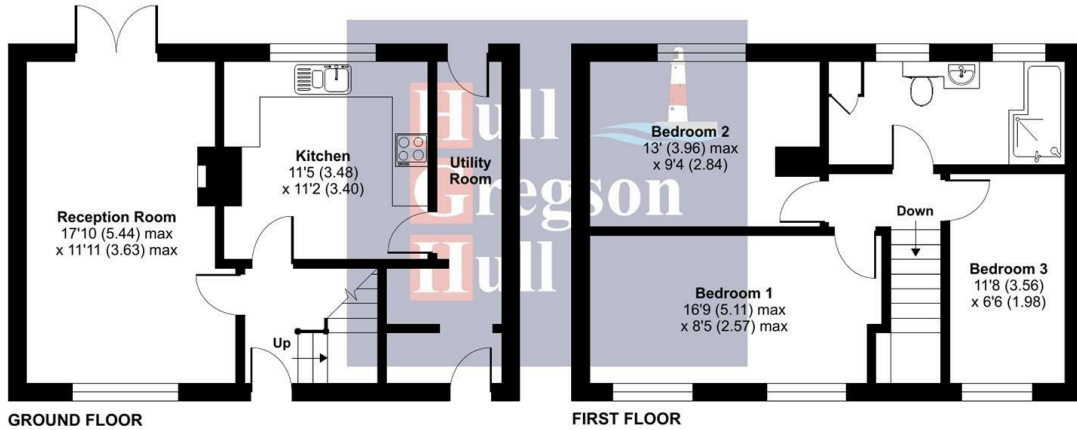 Hull
Gregson
Hull
Reception Room
17'10 (5.44) max
x 11'11 (3.63) max
Kitchen
11'5 (3.48)
x 11'2 (3.40)
Utility
Room
Up
GROUND FLOOR
Bedroom 2
13' (3.96) max
x 9'4 (2.84)
Down
Bedroom 1
16'9 (5.11) max
x 8'5 (2.57) max
Bedroom 3
11'8 (3.56)
x 6'6 (1.98)
FIRST FLOOR